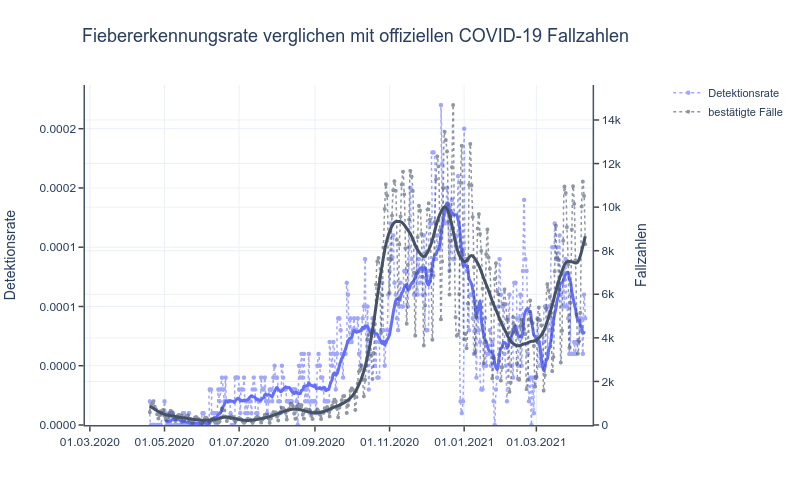 Fiebererkennungsrate verglichen mit offiziellen COVID-19 Fallzahlen
Detektionsrate
bestätigte Fälle
0.0002
0.0002
0.0001
0.0001
0.0000
0.0000
Detektionsrate
14k
12k
10k
8k
6k
4k
2k
0
Fallzahlen
01.03.2020
01.05.2020
01.07.2020
01.09.2020
01.11.2020
01.01.2021
01.03.2021